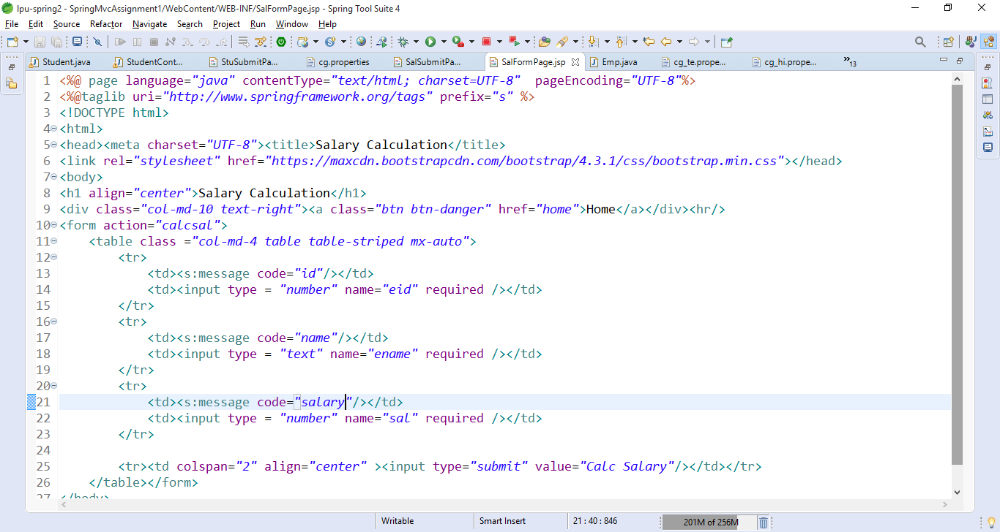 lpu-spring2 - SpringMvcAssignment1/WebContent/WEB-INF/SalFormPage.jsp - Spring Tool Suite 4
File Edit Source Refactor Navigate Search Project Run Window Help
Student.java StudentCont... StuSubmitPa... cg.properties SalSubmitPa... SalFormPage.jsp Emp.java cg_te.prope... cg_hi.prope... »13
1 <%@ page language="java" contentType="text/html; charset=UTF-8"  pageEncoding="UTF-8"%>
2 <%@taglib uri="http://www.springframework.org/tags" prefix="s" %>
3 <!DOCTYPE html>
4 <html>
5 <head><meta charset="UTF-8"><title>Salary Calculation</title>
6 <link rel="stylesheet" href="https://maxcdn.bootstrapcdn.com/bootstrap/4.3.1/css/bootstrap.min.css"></head>
7 <body>
8 <h1 align="center">Salary Calculation</h1>
9 <div class="col-md-10 text-right"><a class="btn btn-danger" href="home">Home</a></div><hr/>
10 <form action="calcsal">
11     <table class ="col-md-4 table table-striped mx-auto">
12         <tr>
13             <td><s:message code="id"/></td>
14             <td><input type = "number" name="eid" required /></td>
15         </tr>
16         <tr>
17             <td><s:message code="name"/></td>
18             <td><input type = "text" name="ename" required /></td>
19         </tr>
20         <tr>
21             <td><s:message code="salary"/></td>
22             <td><input type = "number" name="sal" required /></td>
23         </tr>
24
25         <tr><td colspan="2" align="center" ><input type="submit" value="Calc Salary"/></td></tr>
26     </table></form>
27 </body>
Writable Smart Insert 21 : 40 : 846 201M of 256M